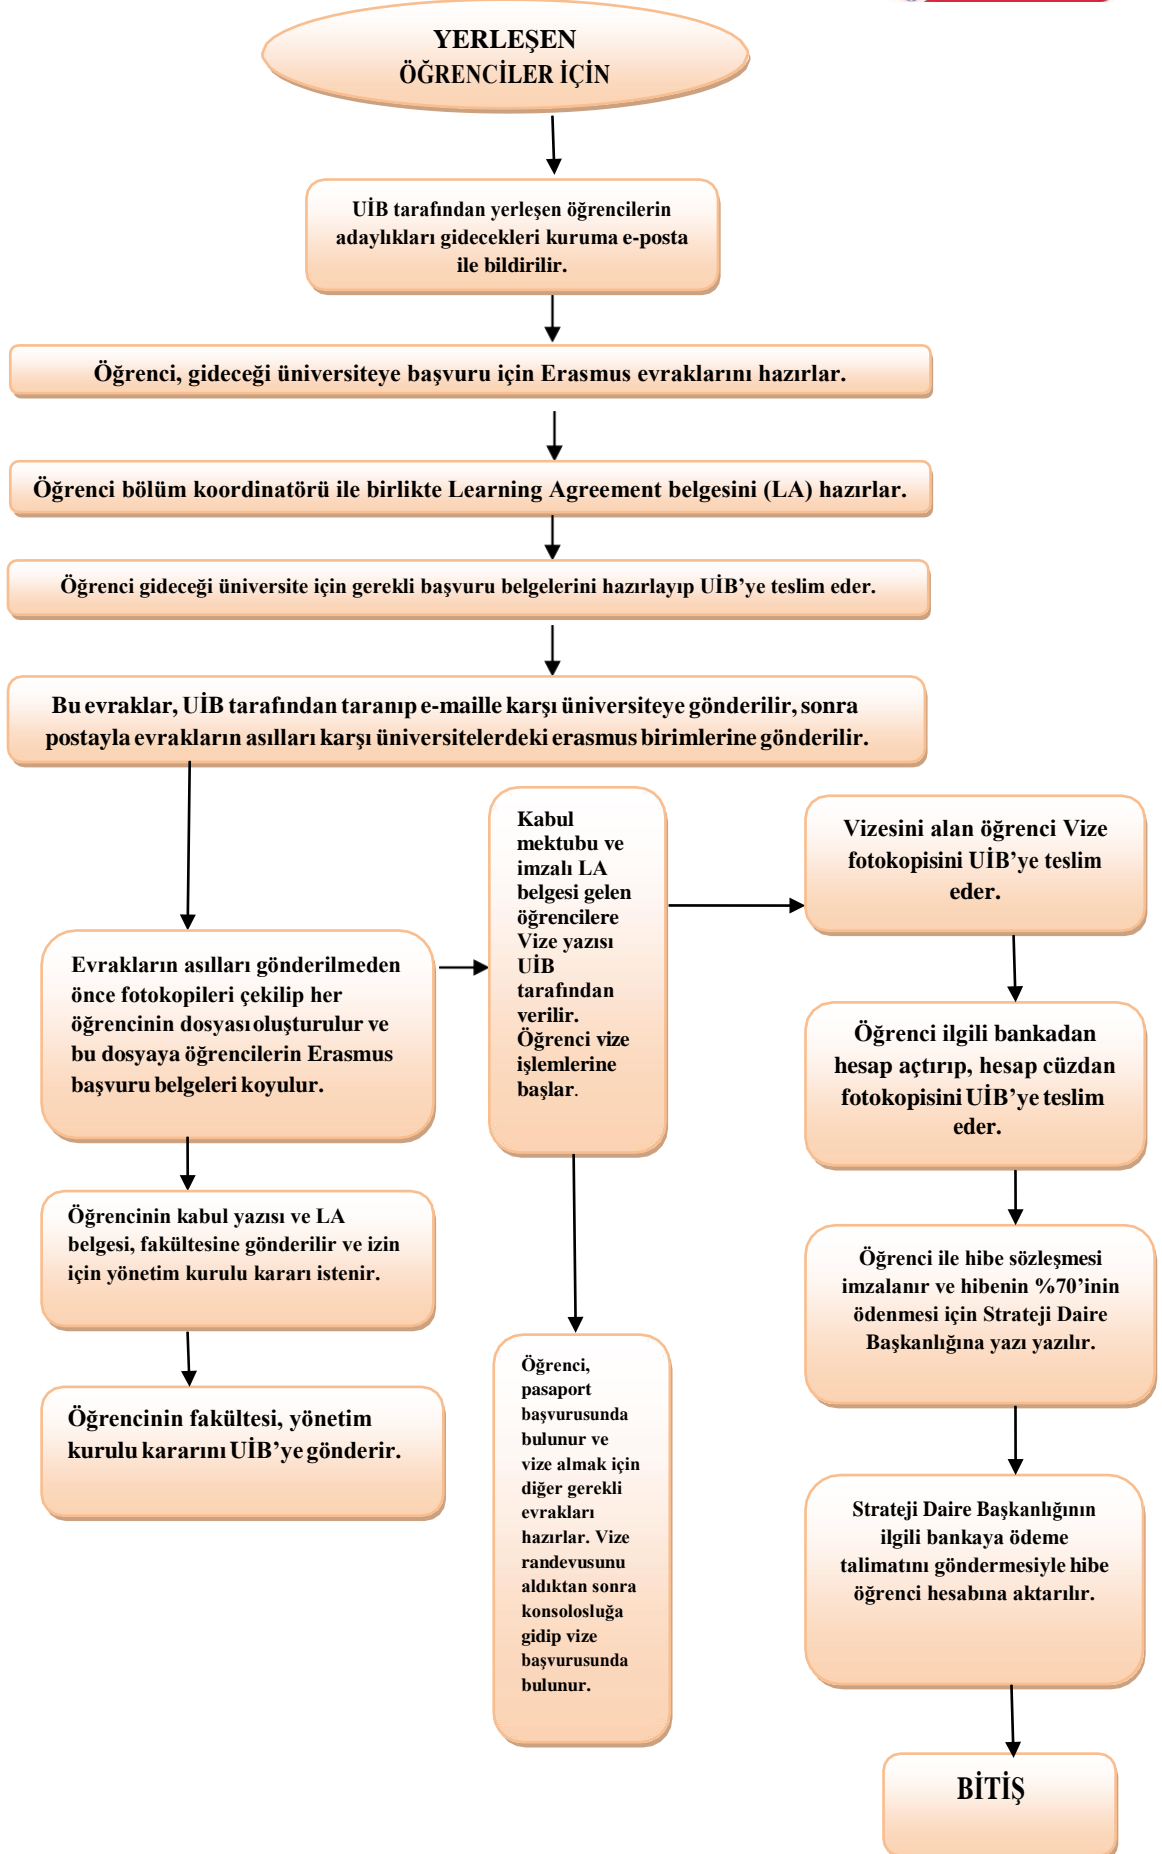 YERLEŞEN
ÖĞRENCİLER İÇİN
UİB tarafından yerleşen öğrencilerin
adaylıkları gidecekleri kuruma e-posta
ile bildirilir.
Öğrenci, gideceği üniversiteye başvuru için Erasmus evraklarını hazırlar.
Öğrenci bölüm koordinatörü ile birlikte Learning Agreement belgesini (LA) hazırlar.
Öğrenci gideceği üniversite için gerekli başvuru belgelerini hazırlayıp UİB’ye teslim eder.
Bu evraklar, UİB tarafından taranıp e-maille karşı üniversiteye gönderilir, sonra
postayla evrakların asılları karşı üniversitelerdeki erasmus birimlerine gönderilir.
Evrakların asılları gönderilmeden
önce fotokopileri çekilip her
öğrencinin dosyası oluşturulur ve
bu dosyaya öğrencilerin Erasmus
başvuru belgeleri koyulur.
Öğrencinin kabul yazısı ve LA
belgesi, fakültesine gönderilir ve izin
için yönetim kurulu kararı istenir.
Öğrencinin fakültesi, yönetim
kurulu kararını UİB’ye gönderir.
Kabul
mektubu ve
imzalı LA
belgesi gelen
öğrencilere
Vize yazısı
UİB
tarafından
verilir.
Öğrenci vize
işlemlerine
başlar.
Öğrenci,
pasaport
başvurusunda
bulunur ve
vize almak için
diğer gerekli
evrakları
hazırlar. Vize
randevusunu
aldıktan sonra
konsolosluğa
gidip vize
başvurusunda
bulunur.
Vizesini alan öğrenci Vize
fotokopisini UİB’ye teslim
eder.
Öğrenci ilgili bankadan
hesap açtırıp, hesap cüzdan
fotokopisini UİB’ye teslim
eder.
Öğrenci ile hibe sözleşmesi
imzalanır ve hibenin %70’inin
ödenmesi için Strateji Daire
Başkanlığına yazı yazılır.
Strateji Daire Başkanlığının
ilgili bankaya ödeme
talimatını göndermesiyle hibe
öğrenci hesabına aktarılır.
BİTİŞ